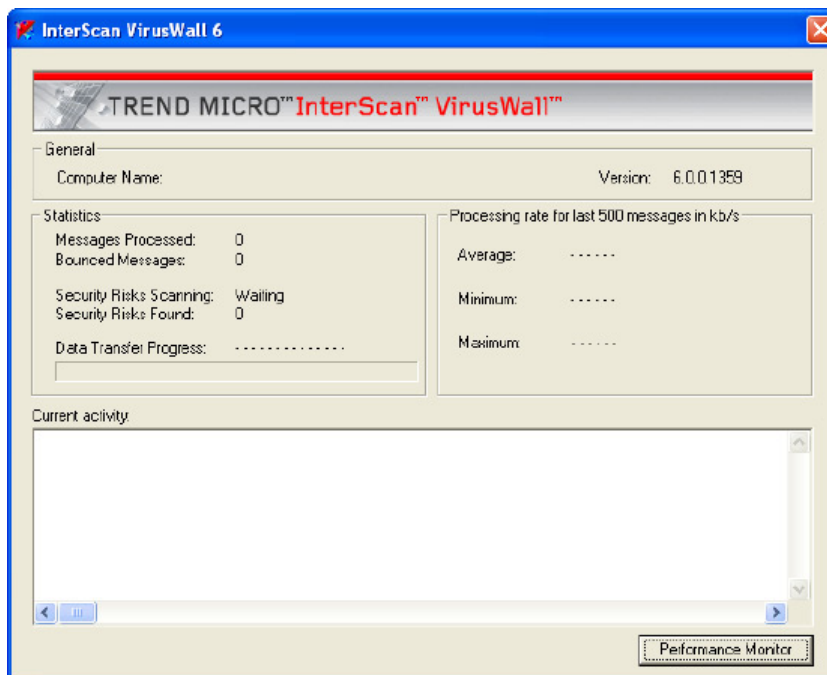 InterScan VirusWall 6
TREND MICRO™ InterScan™ VirusWall™
General
Computer Name:
Version: 6.0.0.1359
Statistics
Messages Processed: 0
Bounced Messages: 0
Security Risks Scanning: Waiting
Security Risks Found: 0
Data Transfer Progress: - - - - - - - - - - - - - -
Processing rate for last 500 messages in kb/s
Average: - - - - - -
Minimum: - - - - - -
Maximum: - - - - - -
Current activity:
Performance Monitor